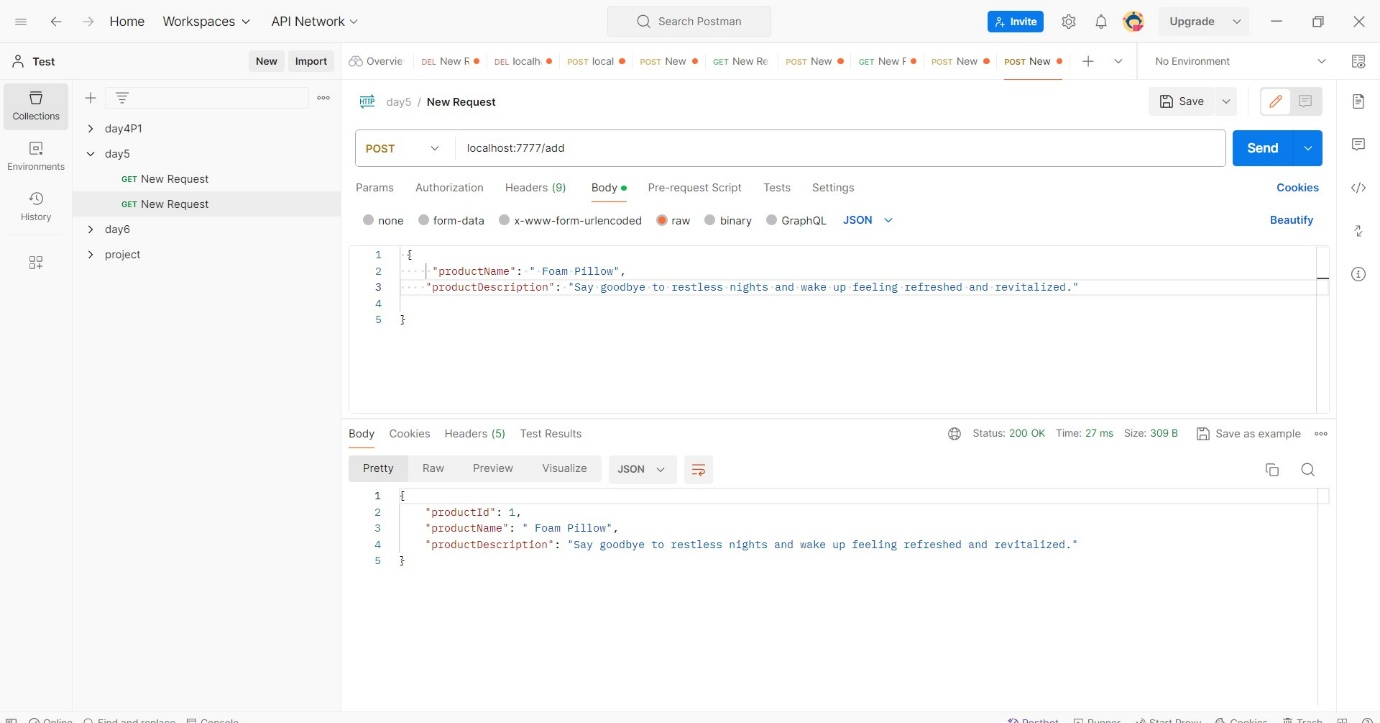 Home Workspaces API Network Search Postman Invite Upgrade
Test New Import Overvie DEL New R DEL localh POST local POST New GET New Re POST New GET New F POST New POST New No Environment
Collections
Environments
History
day4P1
day5
GET New Request
GET New Request
day6
project
HTTP day5 / New Request Save
POST localhost:7777/add Send
Params Authorization Headers (9) Body Pre-request Script Tests Settings Cookies
none form-data x-www-form-urlencoded raw binary GraphQL JSON Beautify
1 {
2 "productName": " Foam Pillow",
3 "productDescription": "Say goodbye to restless nights and wake up feeling refreshed and revitalized."
4
5 }
Body Cookies Headers (5) Test Results Status: 200 OK Time: 27 ms Size: 309 B Save as example
Pretty Raw Preview Visualize JSON
1 {
2 "productId": 1,
3 "productName": " Foam Pillow",
4 "productDescription": "Say goodbye to restless nights and wake up feeling refreshed and revitalized."
5 }
Online Find and replace Console Postbot Runner Start Proxy Cookies Trash